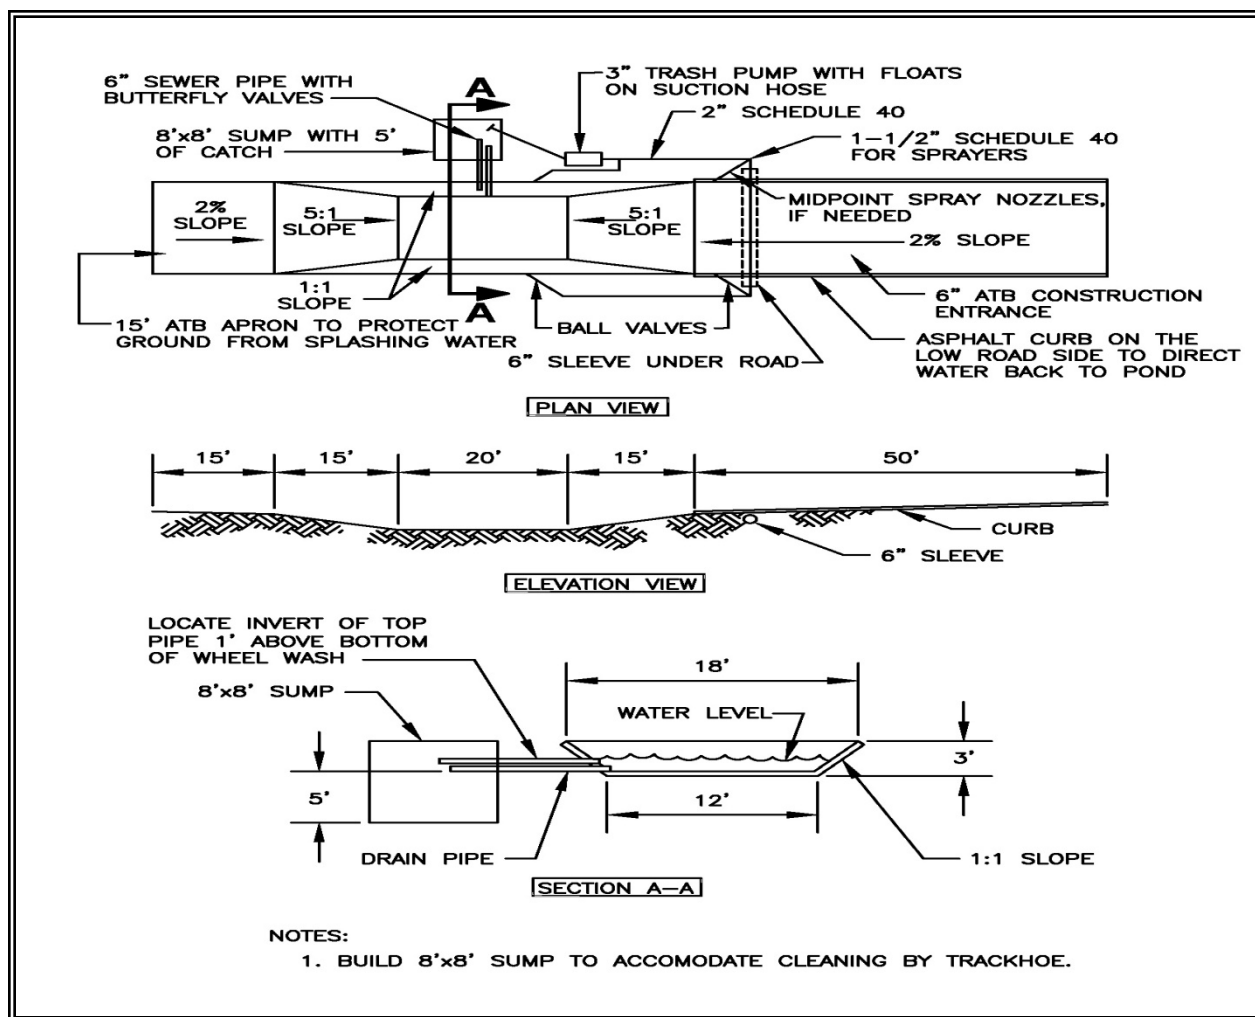 6” SEWER PIPE WITH
BUTTERFLY VALVES
8’x8’ SUMP WITH 5’
OF CATCH
A
3” TRASH PUMP WITH FLOATS
ON SUCTION HOSE
2” SCHEDULE 40
1–1/2” SCHEDULE 40
FOR SPRAYERS
MIDPOINT SPRAY NOZZLES,
IF NEEDED
2%
SLOPE
5:1
SLOPE
5:1
SLOPE
2% SLOPE
1:1
SLOPE
A
15’ ATB APRON TO PROTECT
GROUND FROM SPLASHING WATER
BALL VALVES
6” SLEEVE UNDER ROAD
6” ATB CONSTRUCTION
ENTRANCE
ASPHALT CURB ON THE
LOW ROAD SIDE TO DIRECT
WATER BACK TO POND
PLAN VIEW
15’
15’
20’
15’
50’
CURB
6” SLEEVE
ELEVATION VIEW
LOCATE INVERT OF TOP
PIPE 1’ ABOVE BOTTOM
OF WHEEL WASH
8’x8’ SUMP
18’
WATER LEVEL
3’
5’
12’
DRAIN PIPE
1:1 SLOPE
SECTION A–A
NOTES:
1. BUILD 8’x8’ SUMP TO ACCOMODATE CLEANING BY TRACKHOE.